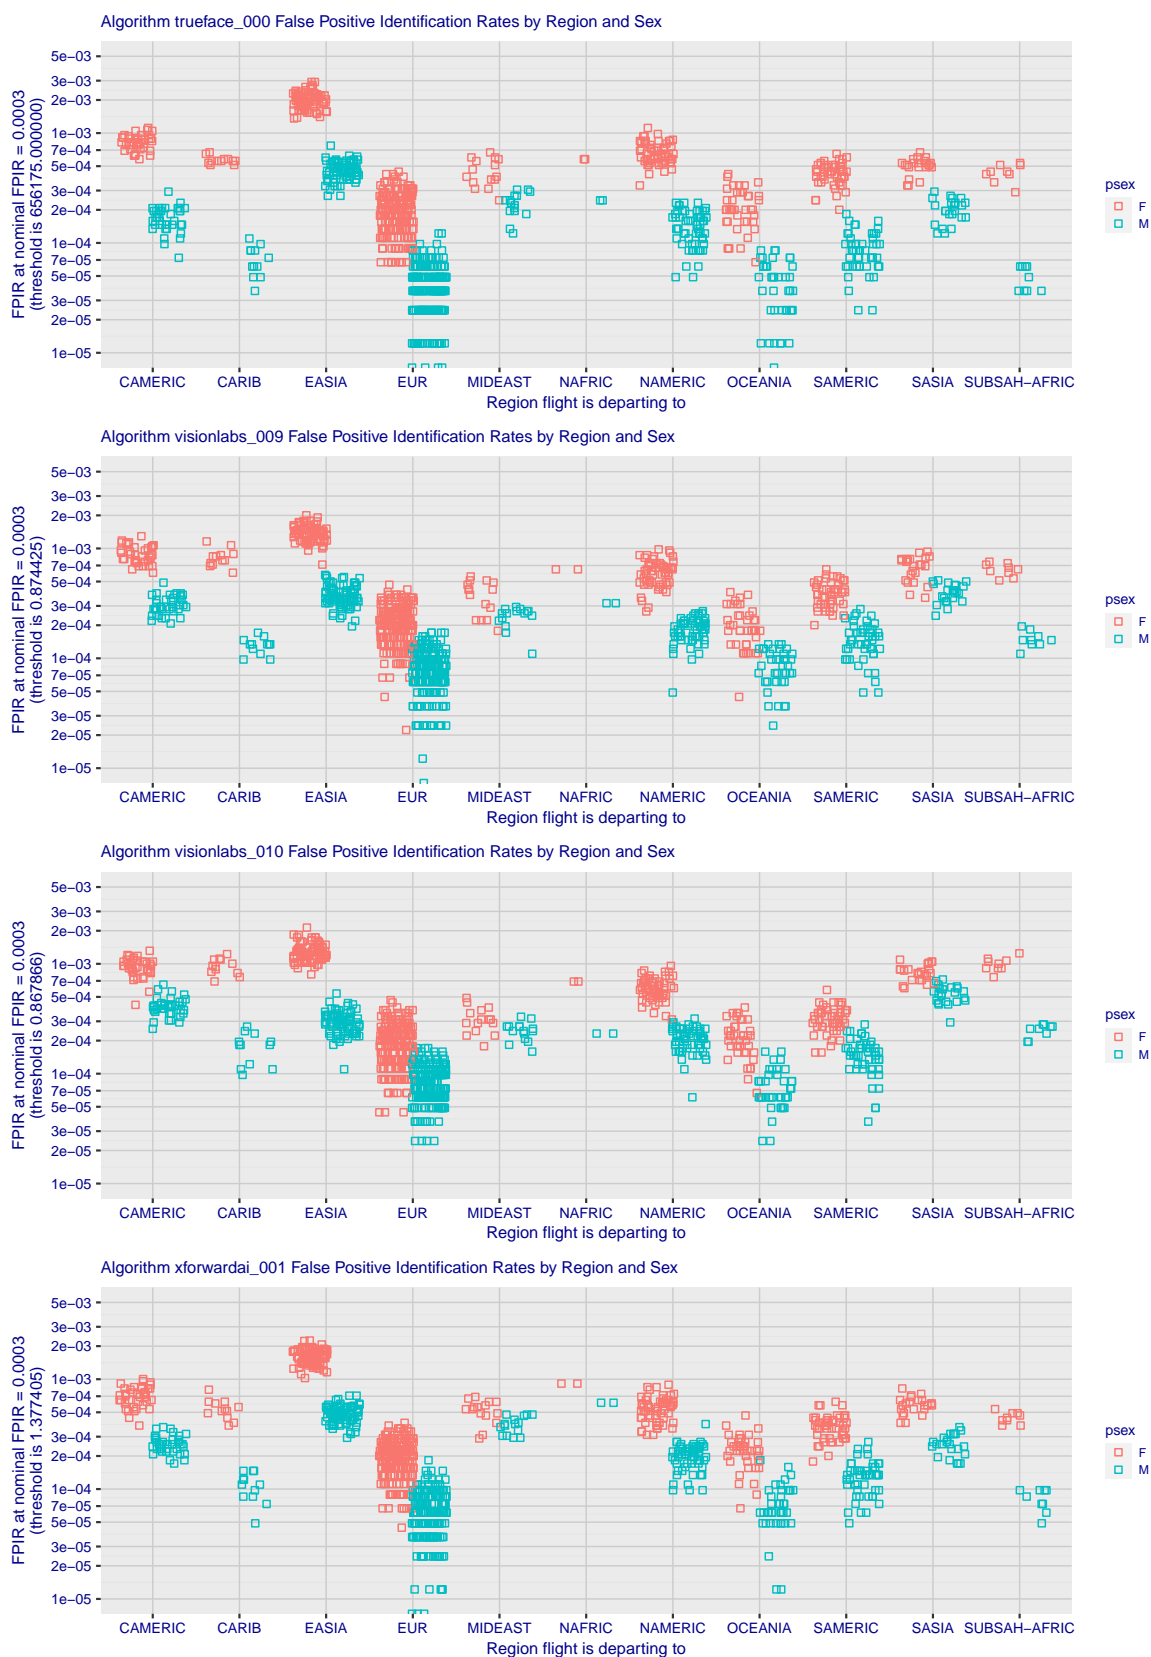 Algorithm trueface_000 False Positive Identification Rates by Region and Sex
FPIR at nominal FPIR = 0.0003
(threshold is 656175.000000)
5e−03
3e−03
2e−03
1e−03
7e−04
5e−04
3e−04
2e−04
1e−04
7e−05
5e−05
3e−05
2e−05
1e−05
CAMERIC CARIB EASIA EUR MIDEAST NAFRIC NAMERIC OCEANIA SAMERIC SASIA SUBSAH−AFRIC
Region flight is departing to
psex
F
M
Algorithm visionlabs_009 False Positive Identification Rates by Region and Sex
FPIR at nominal FPIR = 0.0003
(threshold is 0.874425)
5e−03
3e−03
2e−03
1e−03
7e−04
5e−04
3e−04
2e−04
1e−04
7e−05
5e−05
3e−05
2e−05
1e−05
CAMERIC CARIB EASIA EUR MIDEAST NAFRIC NAMERIC OCEANIA SAMERIC SASIA SUBSAH−AFRIC
Region flight is departing to
psex
F
M
Algorithm visionlabs_010 False Positive Identification Rates by Region and Sex
FPIR at nominal FPIR = 0.0003
(threshold is 0.867866)
5e−03
3e−03
2e−03
1e−03
7e−04
5e−04
3e−04
2e−04
1e−04
7e−05
5e−05
3e−05
2e−05
1e−05
CAMERIC CARIB EASIA EUR MIDEAST NAFRIC NAMERIC OCEANIA SAMERIC SASIA SUBSAH−AFRIC
Region flight is departing to
psex
F
M
Algorithm xforwardai_001 False Positive Identification Rates by Region and Sex
FPIR at nominal FPIR = 0.0003
(threshold is 1.377405)
5e−03
3e−03
2e−03
1e−03
7e−04
5e−04
3e−04
2e−04
1e−04
7e−05
5e−05
3e−05
2e−05
1e−05
CAMERIC CARIB EASIA EUR MIDEAST NAFRIC NAMERIC OCEANIA SAMERIC SASIA SUBSAH−AFRIC
Region flight is departing to
psex
F
M